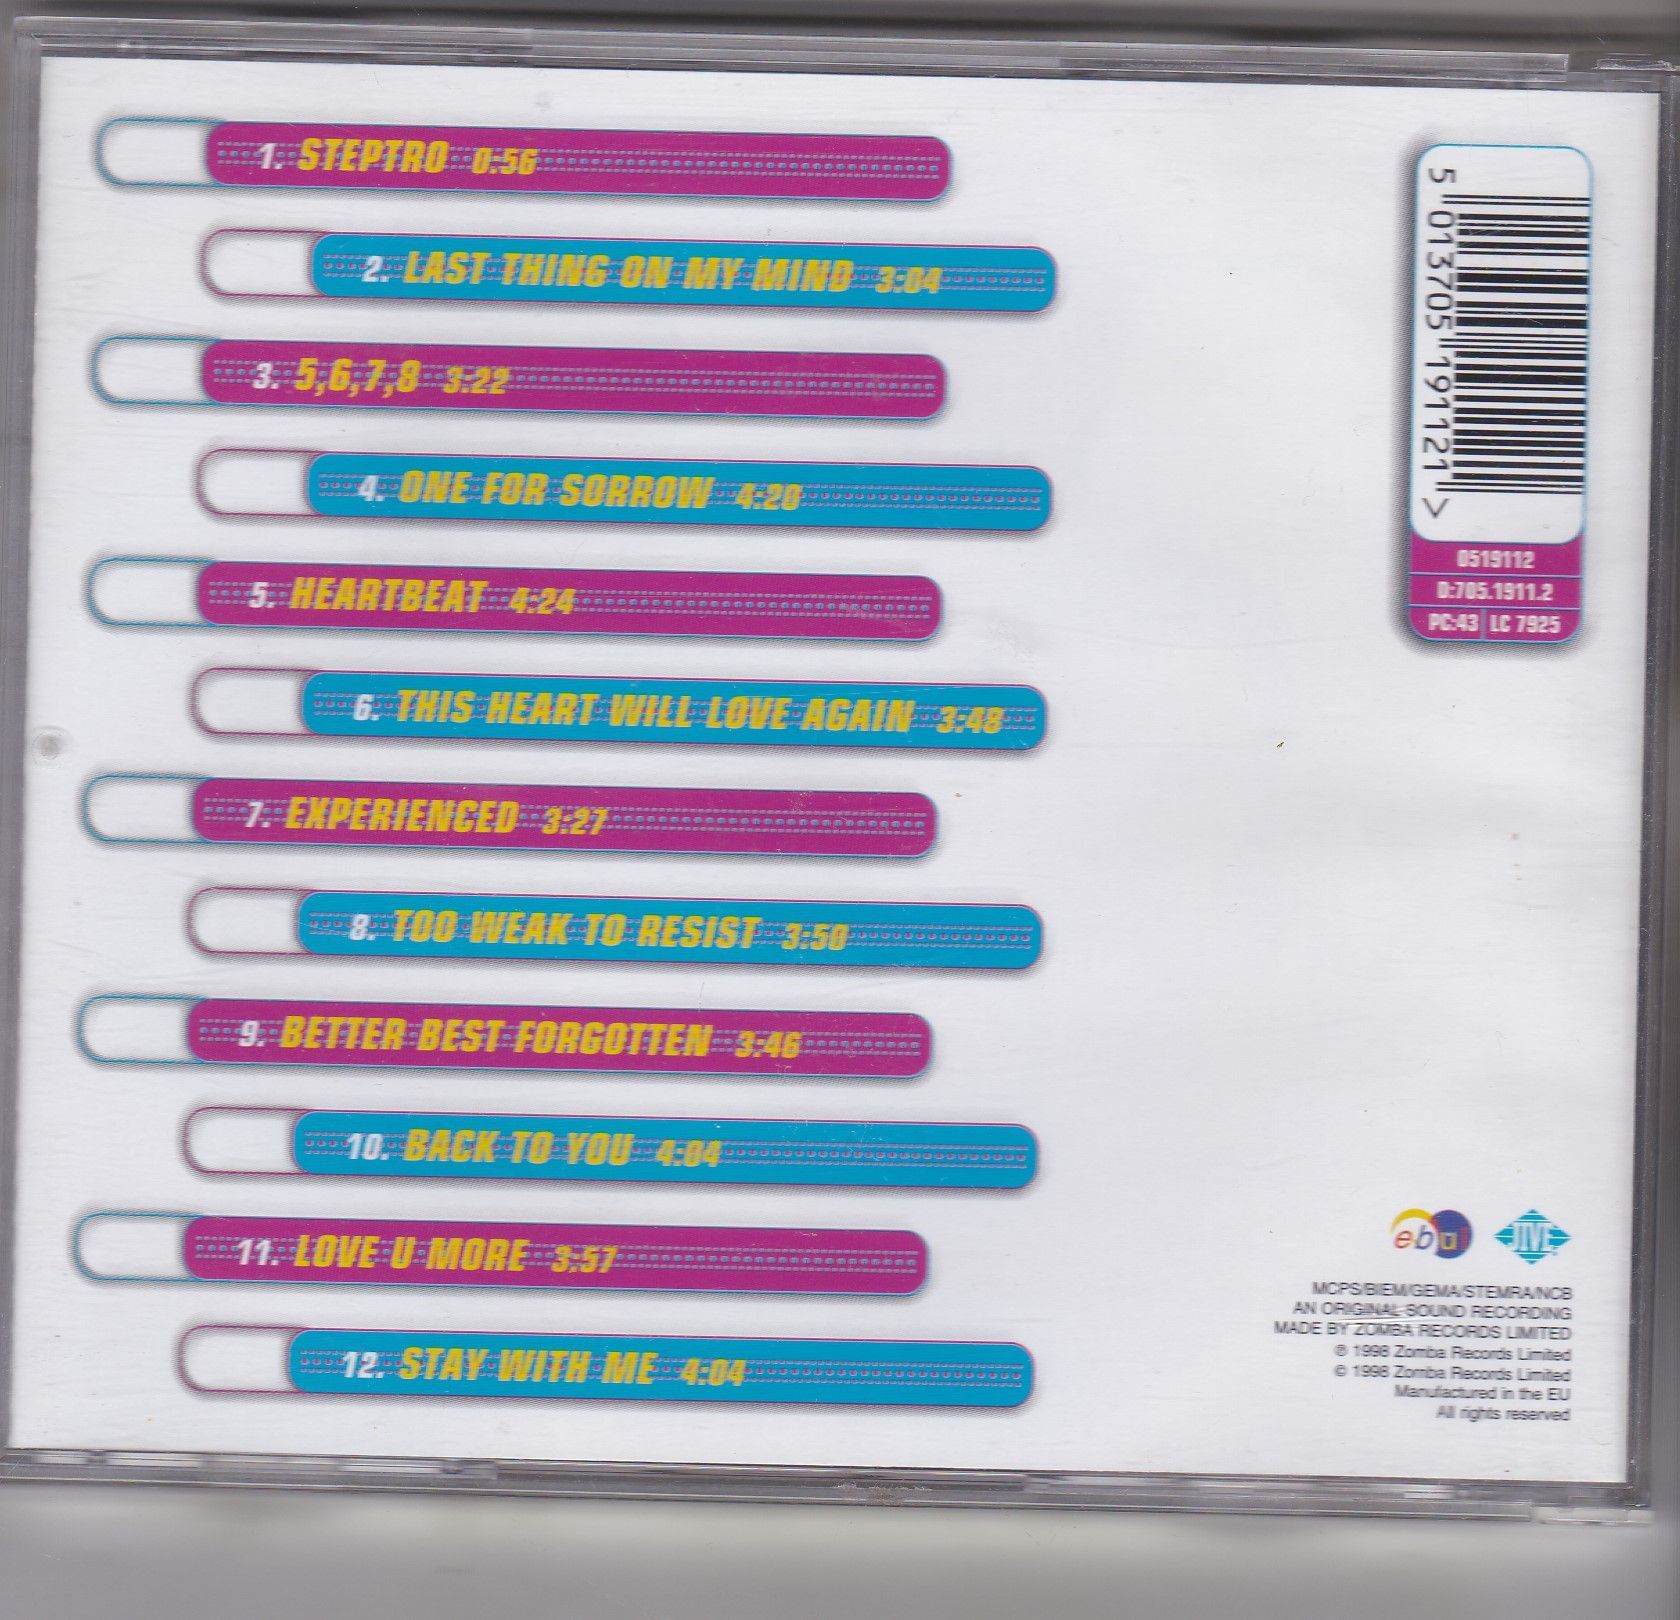 1. STEPTRO 0:56
2. LAST THING ON MY MIND 3:04
3. 5,6,7,8 3:22
4. ONE FOR SORROW 4:20
5. HEARTBEAT 4:24
6. THIS HEART WILL LOVE AGAIN 3:48
7. EXPERIENCED 3:27
8. TOO WEAK TO RESIST 3:50
9. BETTER BEST FORGOTTEN 3:46
10. BACK TO YOU 4:04
11. LOVE U MORE 3:57
12. STAY WITH ME 4:04
5 013705 191121 >
0519112
D:705.1911.2
PC:43 LC 7925
ebul
JIVE
MCPS/BIEM/GEMA/STEMRA/NCB
AN ORIGINAL SOUND RECORDING
MADE BY ZOMBA RECORDS LIMITED
℗ 1998 Zomba Records Limited
© 1998 Zomba Records Limited
Manufactured in the EU
All rights reserved